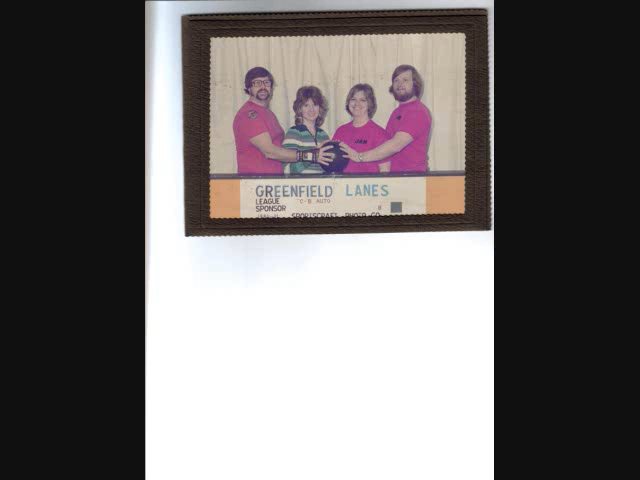 GREENFIELD LANES
LEAGUE
SPONSOR C-B AUTO
SPORTSCRAFT PHOTO CO